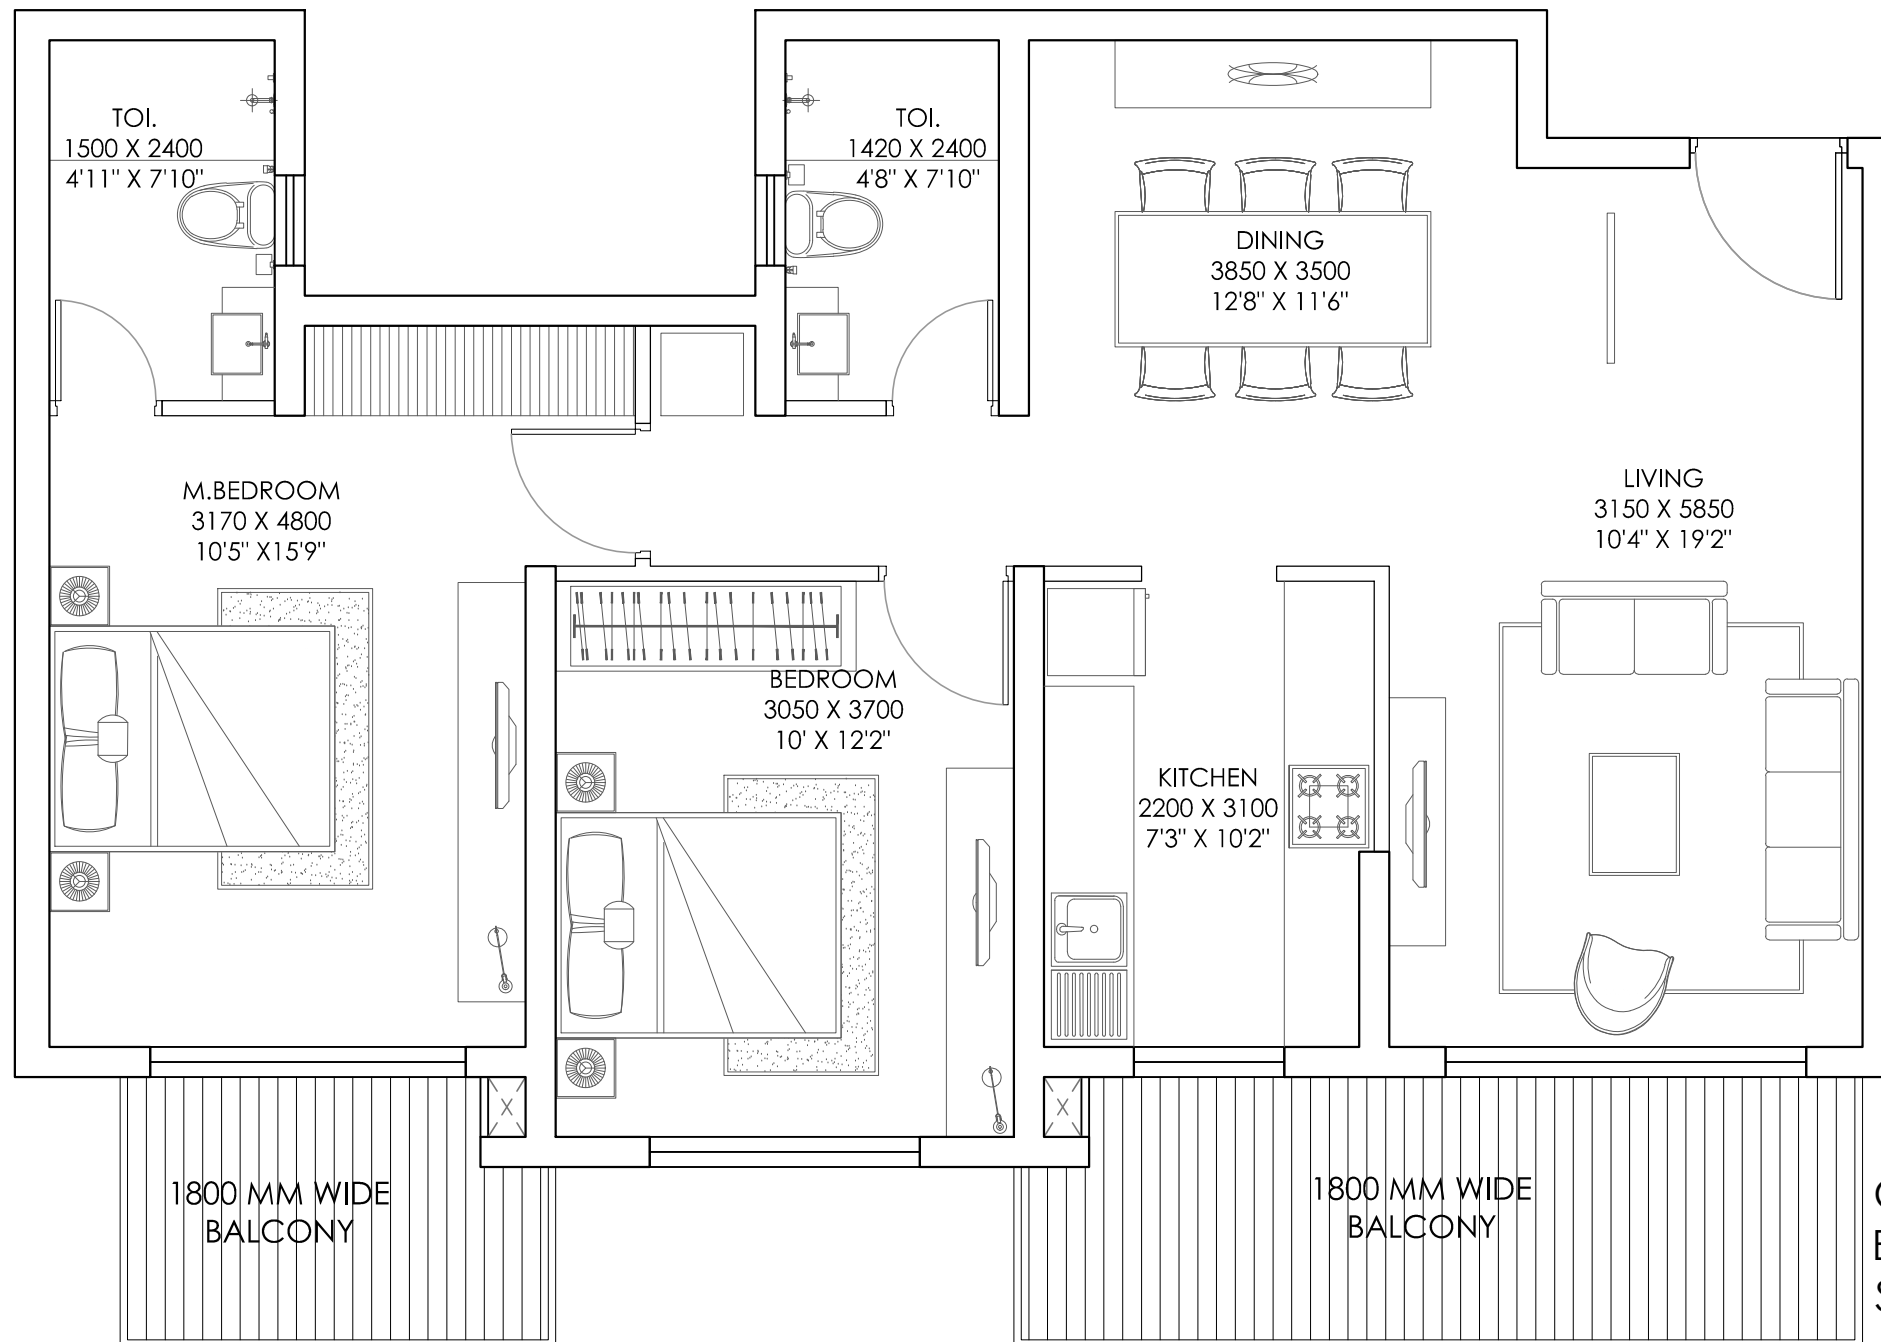 TOI.
1500 X 2400
4'11" X 7'10"
TOI.
1420 X 2400
4'8" X 7'10"
DINING
3850 X 3500
12'8" X 11'6"
M.BEDROOM
3170 X 4800
10'5" X15'9"
LIVING
3150 X 5850
10'4" X 19'2"
BEDROOM
3050 X 3700
10' X 12'2"
KITCHEN
2200 X 3100
7'3" X 10'2"
1800 MM WIDE
BALCONY
1800 MM WIDE
BALCONY